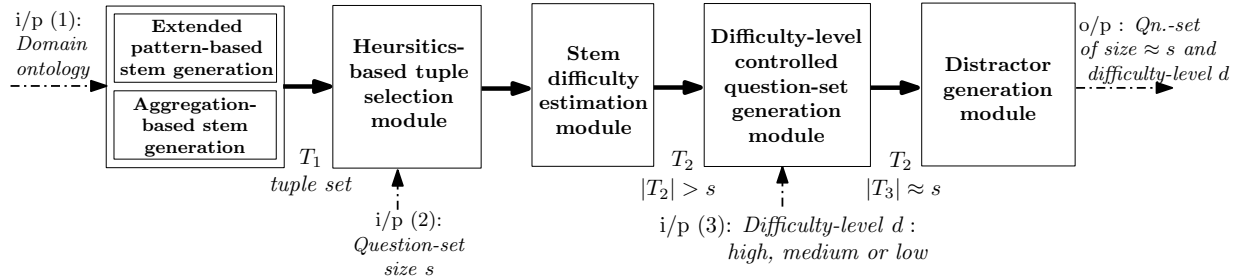 i/p (1):
Domain
ontology
Extended
pattern-based
stem generation
Aggregation-
based stem
generation
T1
tuple set
Heursitics-
based tuple
selection
module
i/p (2):
Question-set
size s
Stem
difficulty
estimation
module
T2
|T2| > s
Difficulty-level
controlled
question-set
generation
module
i/p (3): Difficulty-level d :
high, medium or low
T2
|T3| ≈ s
Distractor
generation
module
o/p : Qn.-set
of size ≈ s and
difficulty-level d